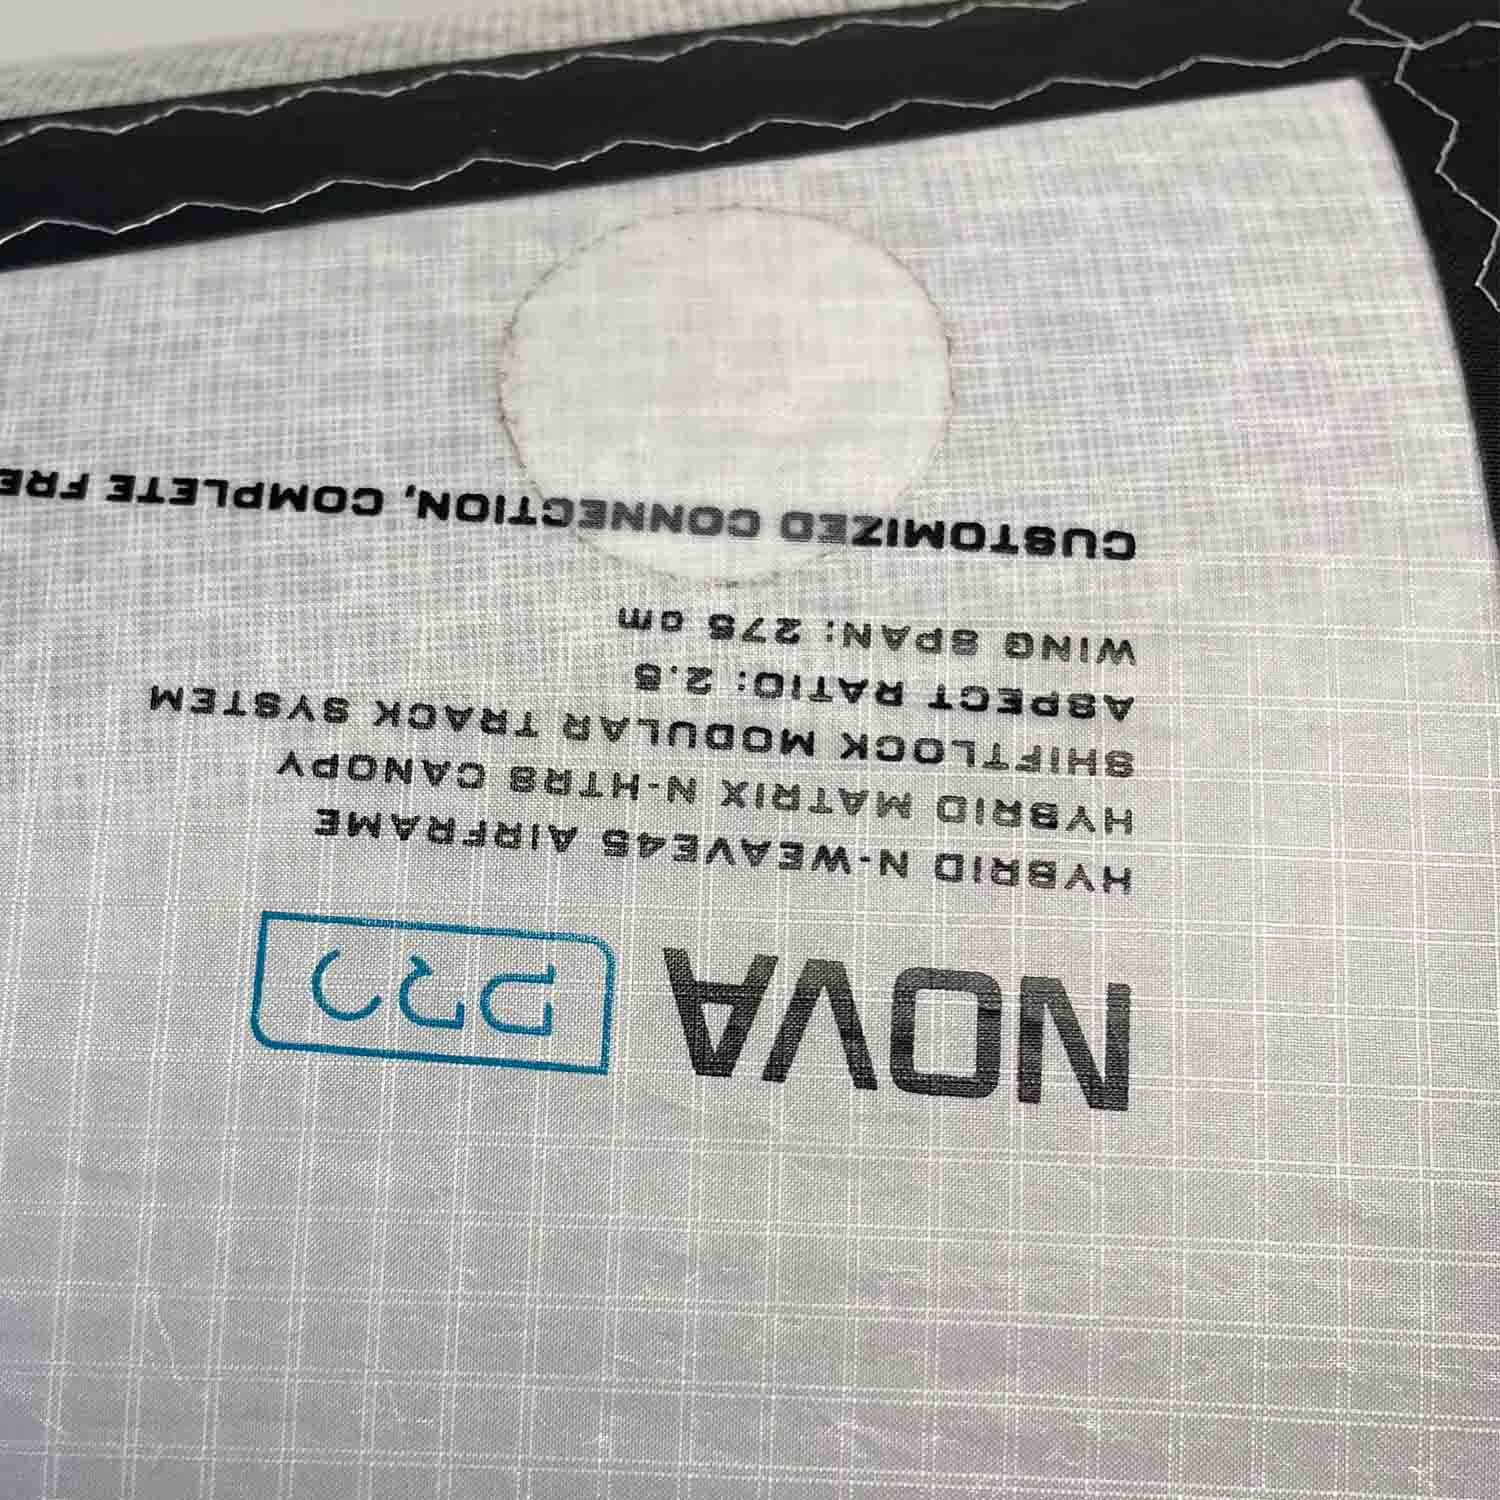 NOVA
HYBRID N-WEAVE45 AIRFRAME
HYBRID MATRIX N-HTRS CANOPY
SHIFTLOCK MODULAR TRACK SYSTEM
ASPECT RATIO: 2.5
WING SPAN: 275 cm
CUSTOMIZED CONNECTION, COMPLETE FRE